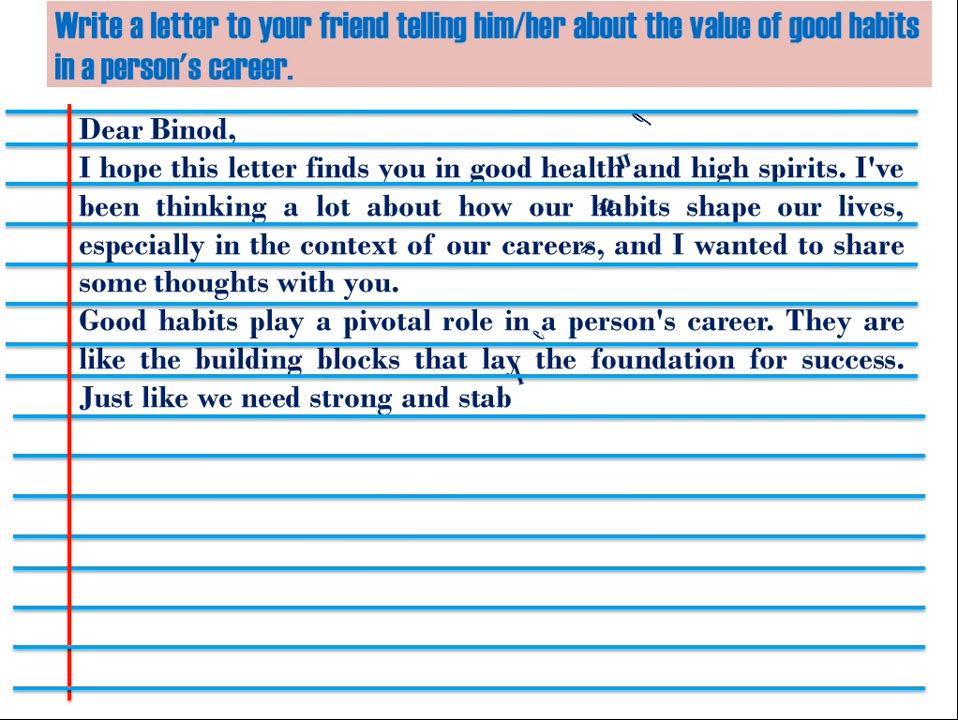 Write a letter to your friend telling him/her about the value of good habits
in a person's career.
Dear Binod,
I hope this letter finds you in good health and high spirits. I've
been thinking a lot about how our habits shape our lives,
especially in the context of our careers, and I wanted to share
some thoughts with you.
Good habits play a pivotal role in a person's career. They are
like the building blocks that lay the foundation for success.
Just like we need strong and stab